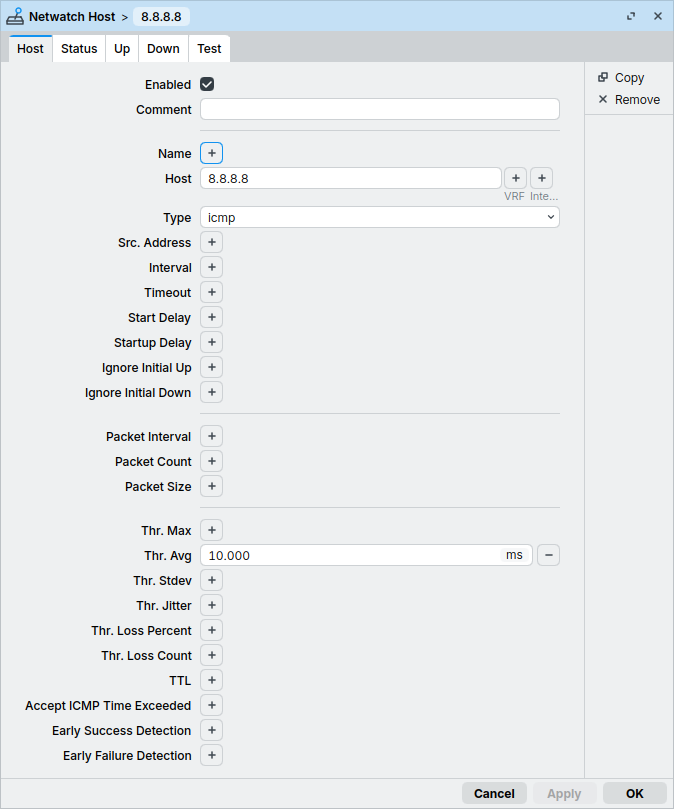 Netwatch Host > 8.8.8.8
Host Status Up Down Test
Enabled
Copy
Comment
Remove
Name +
Host 8.8.8.8 + +
VRF Inte...
Type icmp
Src. Address +
Interval +
Timeout +
Start Delay +
Startup Delay +
Ignore Initial Up +
Ignore Initial Down +
Packet Interval +
Packet Count +
Packet Size +
Thr. Max +
Thr. Avg 10.000 ms −
Thr. Stdev +
Thr. Jitter +
Thr. Loss Percent +
Thr. Loss Count +
TTL +
Accept ICMP Time Exceeded +
Early Success Detection +
Early Failure Detection +
Cancel Apply OK